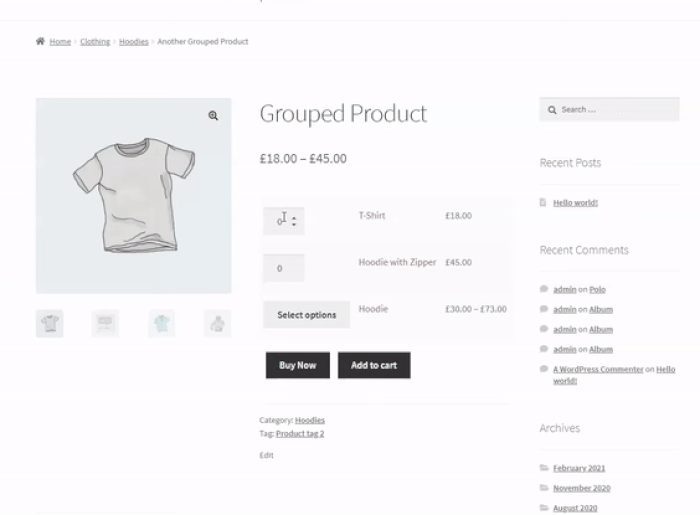 Home › Clothing › Hoodies › Another Grouped Product
Grouped Product
£18.00 – £45.00
0 T-Shirt £18.00
0 Hoodie with Zipper £45.00
Select options Hoodie £30.00 – £73.00
Buy Now Add to cart
Category: Hoodies
Tag: Product tag 2
Edit
Search …
Recent Posts
Hello world!
Recent Comments
admin on Polo
admin on Album
admin on Album
admin on Album
A WordPress Commenter on Hello
world!
Archives
February 2021
November 2020
August 2020